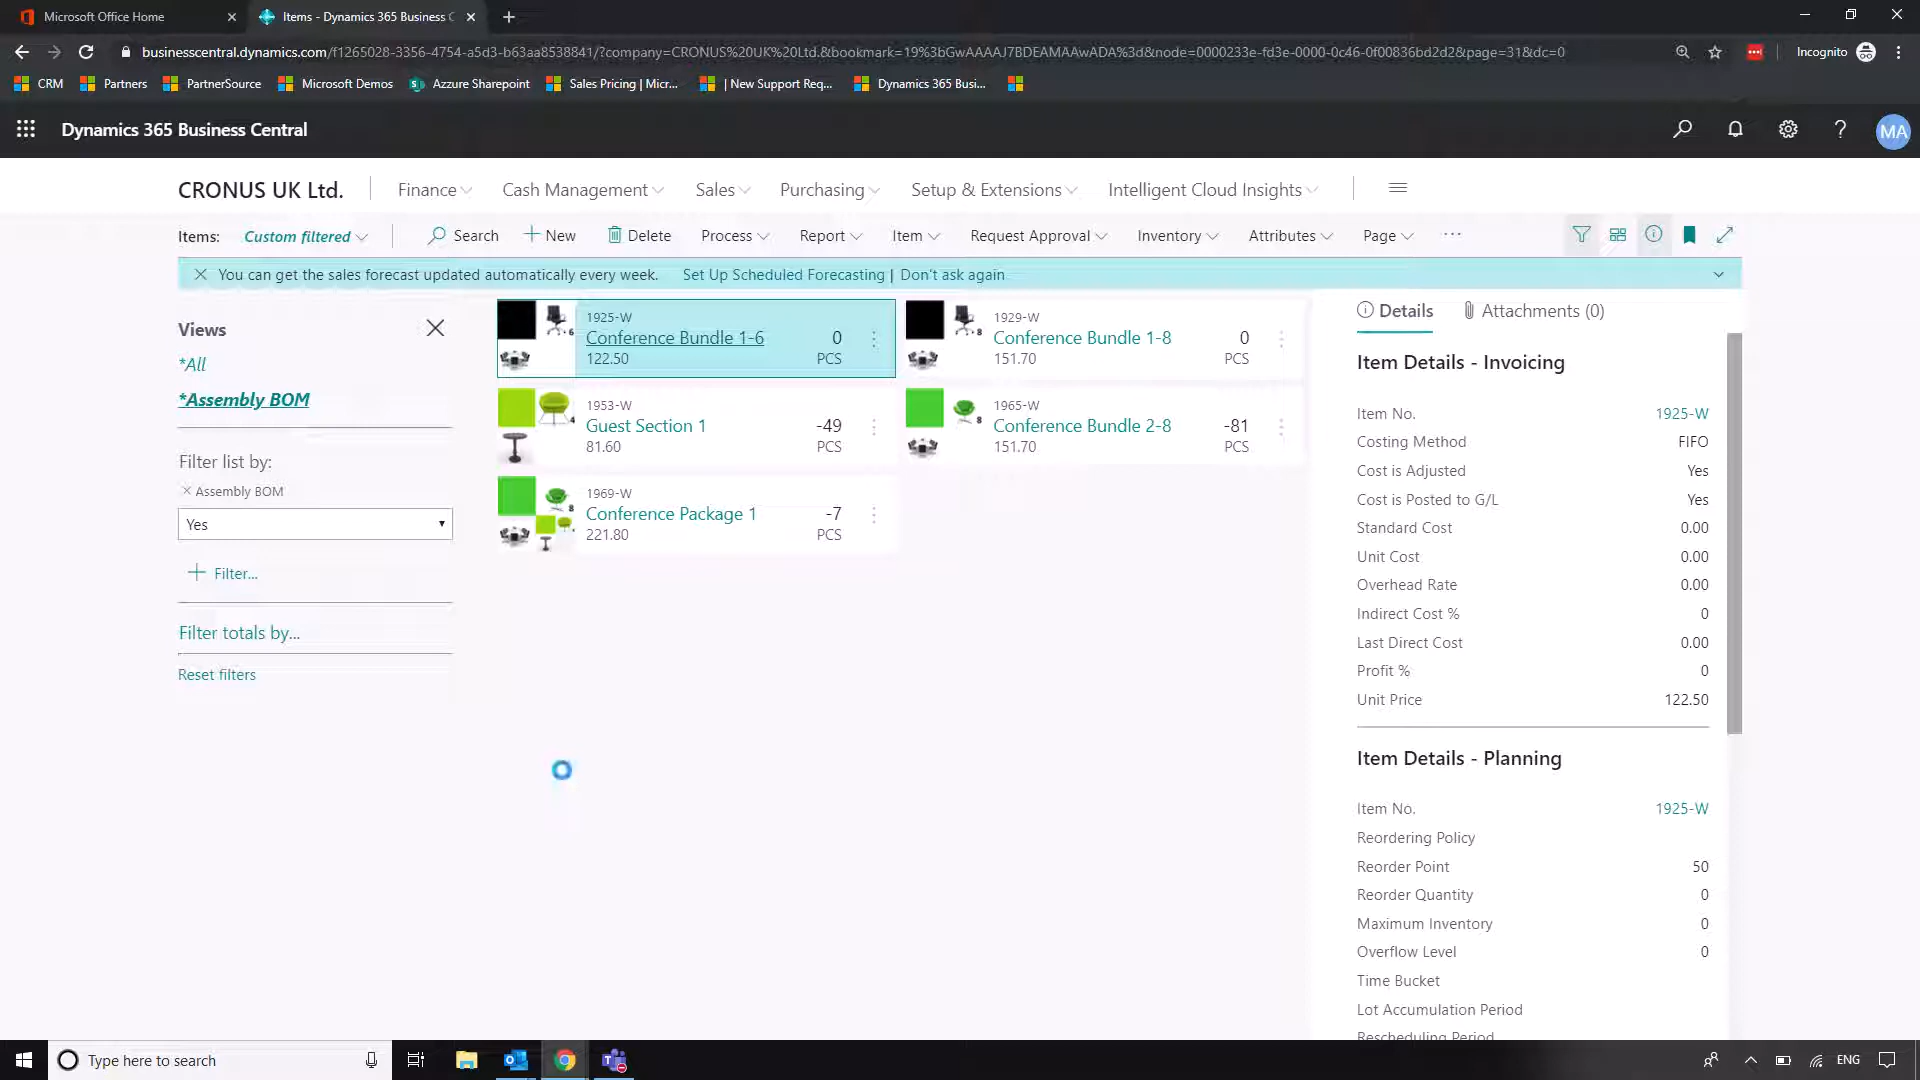 Microsoft Office Home
Items - Dynamics 365 Business C
businesscentral.dynamics.com/f1265028-3356-4754-a5d3-b63aa8538841/?company=CRONUS%20UK%20Ltd.&bookmark=19%3bGwAAAAJ7BDEAMAAwADA%3d&node=0000233e-fd3e-0000-0c46-0f00836bd2d2&page=31&dc=0
Incognito
CRM
Partners
PartnerSource
Microsoft Demos
Azzure Sharepoint
Sales Pricing | Micr...
| New Support Req...
Dynamics 365 Busi...
Dynamics 365 Business Central
MA
CRONUS UK Ltd.
Finance
Cash Management
Sales
Purchasing
Setup & Extensions
Intelligent Cloud Insights
Items:
Custom filtered
Search
New
Delete
Process
Report
Item
Request Approval
Inventory
Attributes
Page
You can get the sales forecast updated automatically every week. Set Up Scheduled Forecasting | Don't ask again
Views
*All
*Assembly BOM
Filter list by:
Assembly BOM
Yes
Filter...
Filter totals by...
Reset filters
1925-W
Conference Bundle 1-6 0
122.50 PCS
1929-W
Conference Bundle 1-8 0
151.70 PCS
1953-W
Guest Section 1 -49
81.60 PCS
1965-W
Conference Bundle 2-8 -81
151.70 PCS
1969-W
Conference Package 1 -7
221.80 PCS
Details
Attachments (0)
Item Details - Invoicing
Item No. 1925-W
Costing Method FIFO
Cost is Adjusted Yes
Cost is Posted to G/L Yes
Standard Cost 0.00
Unit Cost 0.00
Overhead Rate 0.00
Indirect Cost % 0
Last Direct Cost 0.00
Profit % 0
Unit Price 122.50
Item Details - Planning
Item No. 1925-W
Reordering Policy
Reorder Point 50
Reorder Quantity 0
Maximum Inventory 0
Overflow Level 0
Time Bucket
Lot Accumulation Period
Rescheduling Period
Type here to search
ENG